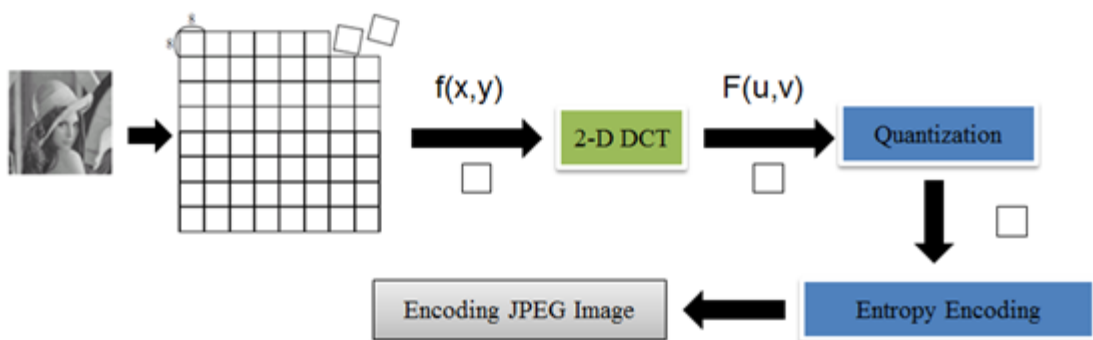 8
8
f(x,y)
2-D DCT
F(u,v)
Quantization
Entropy Encoding
Encoding JPEG Image